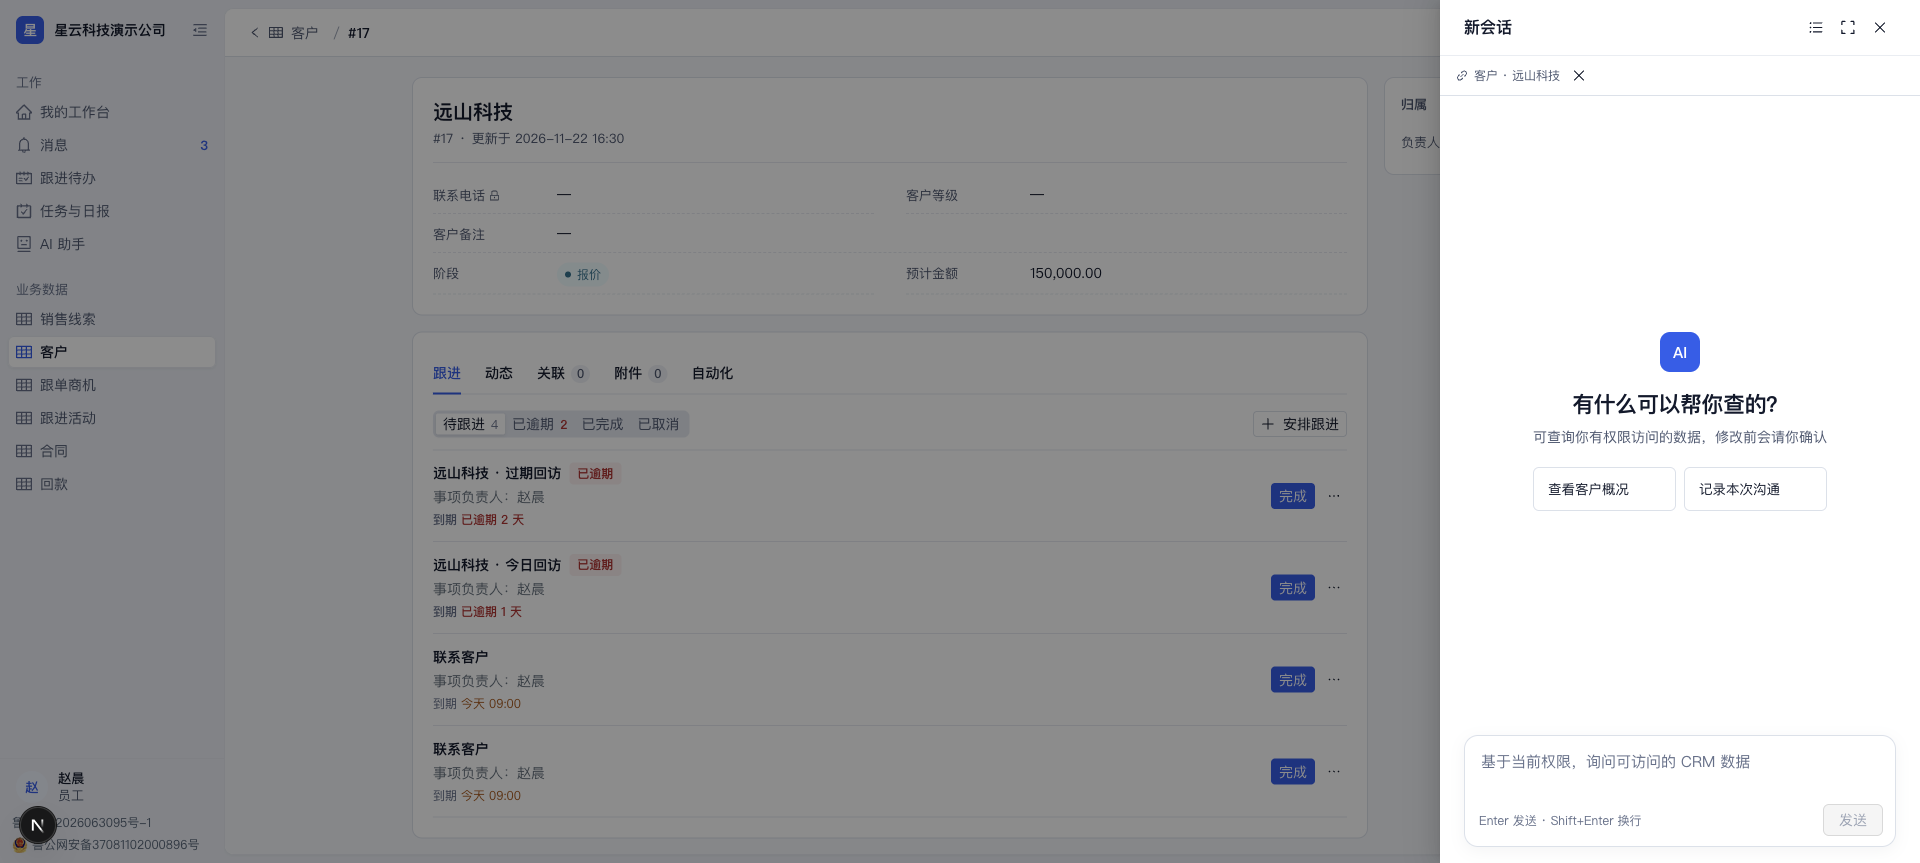 星 星云科技演示公司
工作
我的工作台
消息 3
跟进待办
任务与日报
AI 助手
业务数据
销售线索
客户
跟单商机
跟进活动
合同
回款
赵 赵晨
员工
N 2026063095号-1
公网安备37081102000896号
客户 / #17
远山科技
#17 · 更新于 2026-11-22 16:30
联系电话 —
客户等级 —
客户备注 —
阶段 报价
预计金额 150,000.00
跟进 动态 关联 0 附件 0 自动化
待跟进 4 已逾期 2 已完成 已取消
安排跟进
远山科技 · 过期回访 已逾期
事项负责人：赵晨
到期 已逾期 2 天
完成 ···
远山科技 · 今日回访 已逾期
事项负责人：赵晨
到期 已逾期 1 天
完成 ···
联系客户
事项负责人：赵晨
到期 今天 09:00
完成 ···
联系客户
事项负责人：赵晨
到期 今天 09:00
完成 ···
归属
负责人
新会话
客户 · 远山科技
AI
有什么可以帮你查的?
可查询你有权限访问的数据，修改前会请你确认
查看客户概况 记录本次沟通
基于当前权限，询问可访问的 CRM 数据
Enter 发送 · Shift+Enter 换行
发送